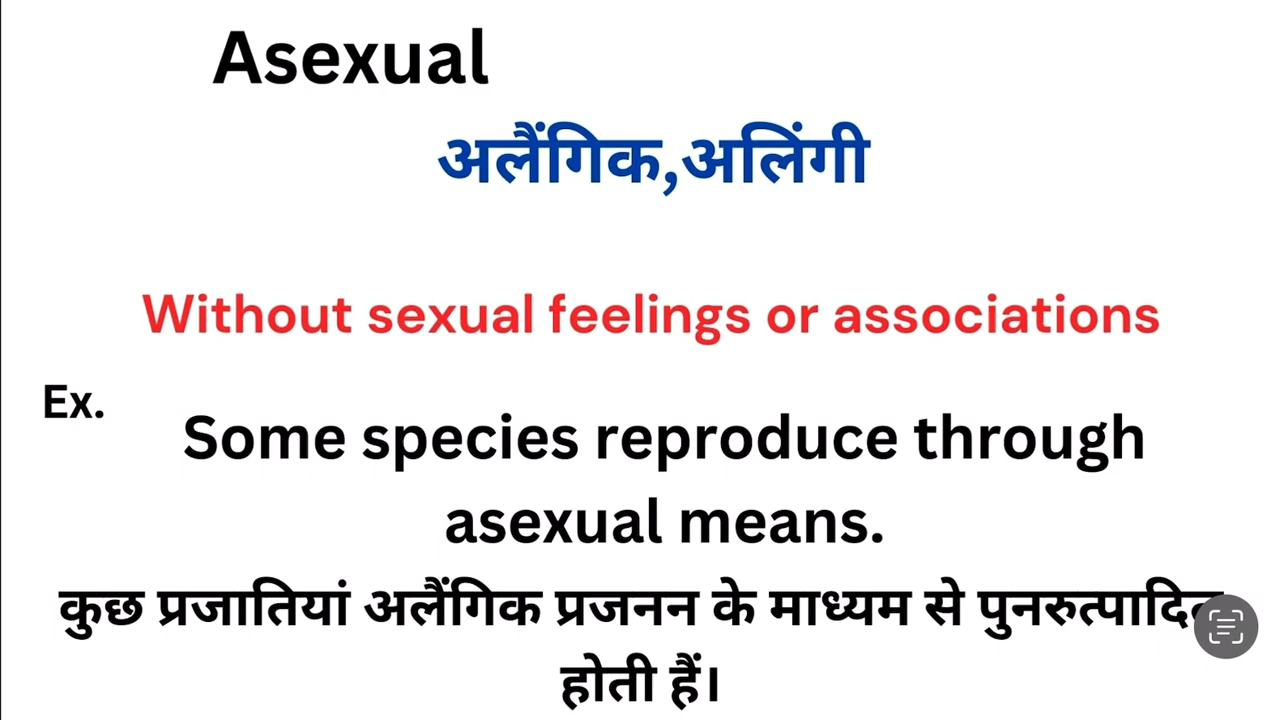 Asexual
अलैंगिक,अलिंगी
Without sexual feelings or associations
Ex.
Some species reproduce through
asexual means.
कुछ प्रजातियां अलैंगिक प्रजनन के माध्यम से
होती हैं।